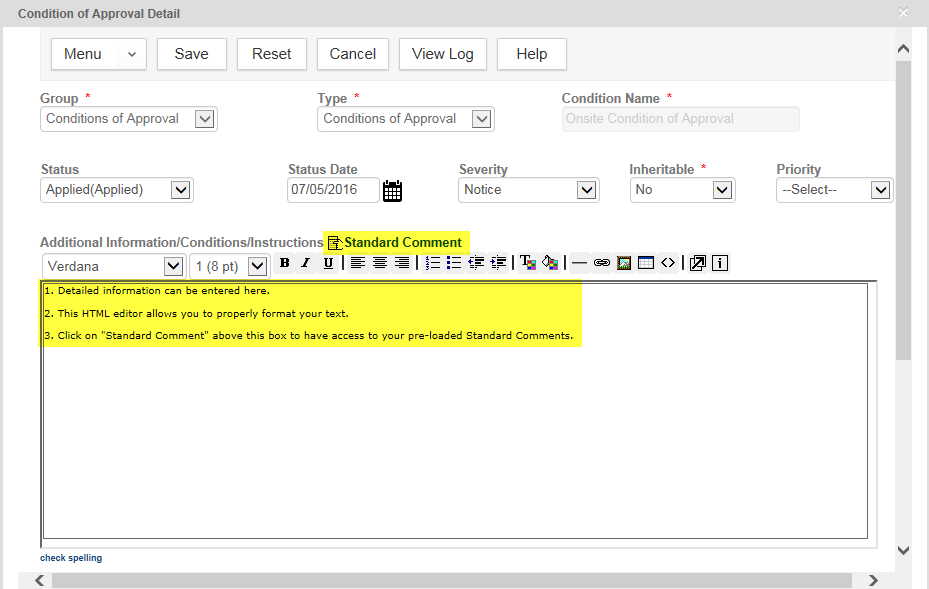 Condition of Approval Detail
Menu Save Reset Cancel View Log Help
Group * Type * Condition Name *
Conditions of Approval Conditions of Approval Onsite Condition of Approval
Status Status Date Severity Inheritable * Priority
Applied(Applied) 07/05/2016 Notice No --Select--
Additional Information/Conditions/Instructions Standard Comment
Verdana 1 (8 pt) B I U
1. Detailed information can be entered here.
2. This HTML editor allows you to properly format your text.
3. Click on "Standard Comment" above this box to have access to your pre-loaded Standard Comments.
check spelling